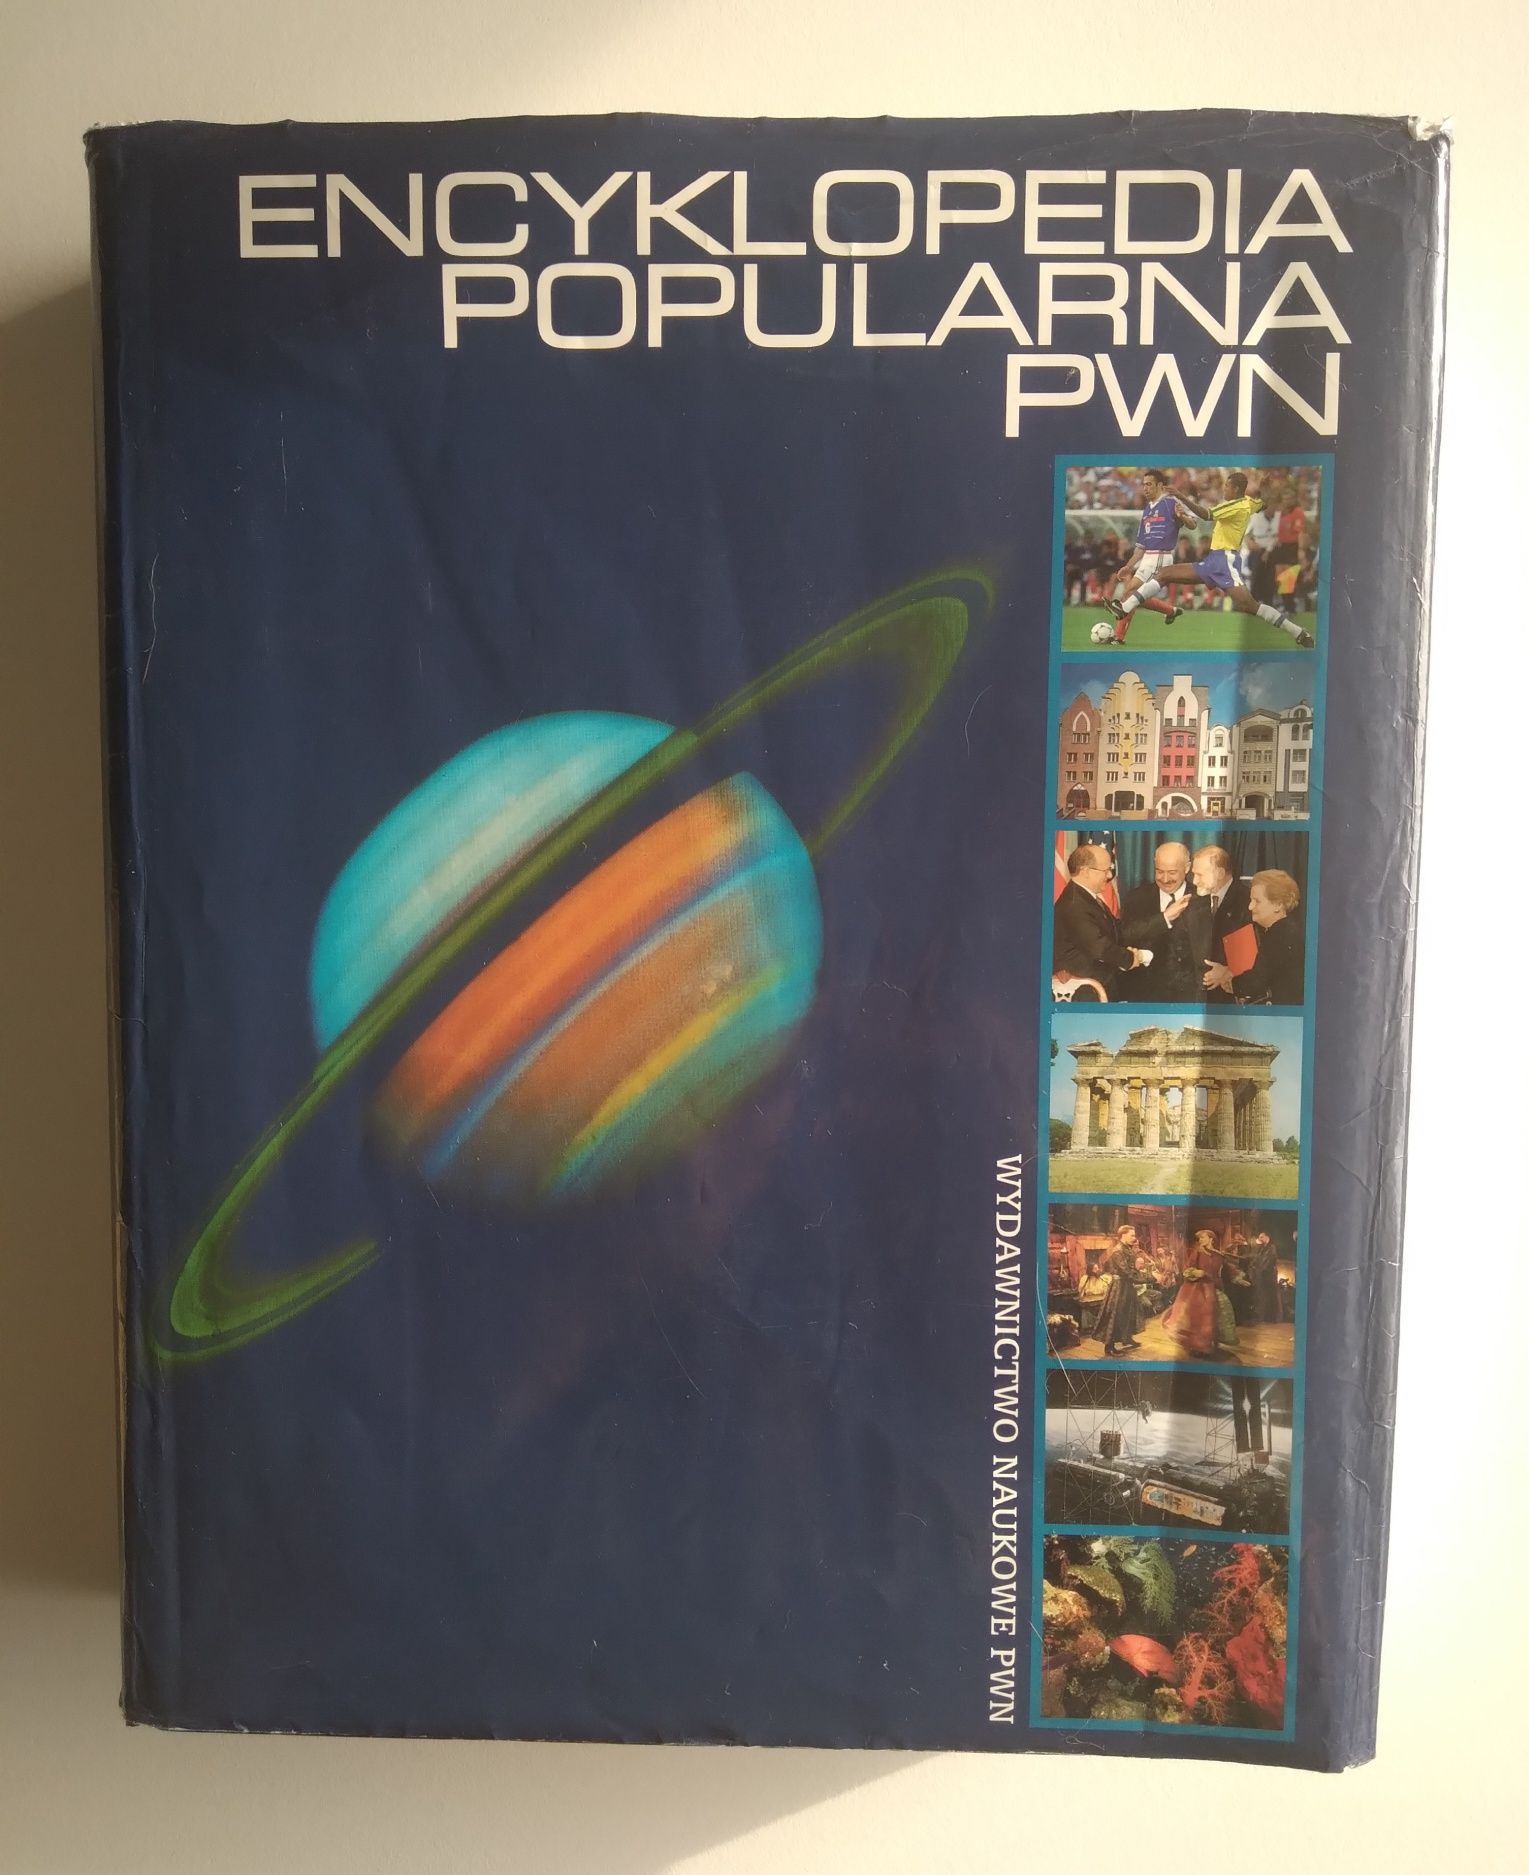 ENCYKLOPEDIA
POPULARNA
PWN
WYDAWNICTWO NAUKOWE PWN